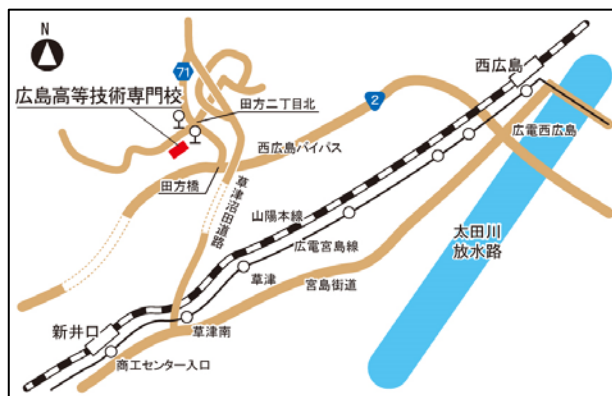 N
71
西広島
広島高等技術専門校
田方二丁目北
2
広電西広島
西広島バイパス
田方橋
草津沼田道路
山陽本線
太田川
放水路
広電宮島線
草津
宮島街道
新井口
草津南
商工センター入口